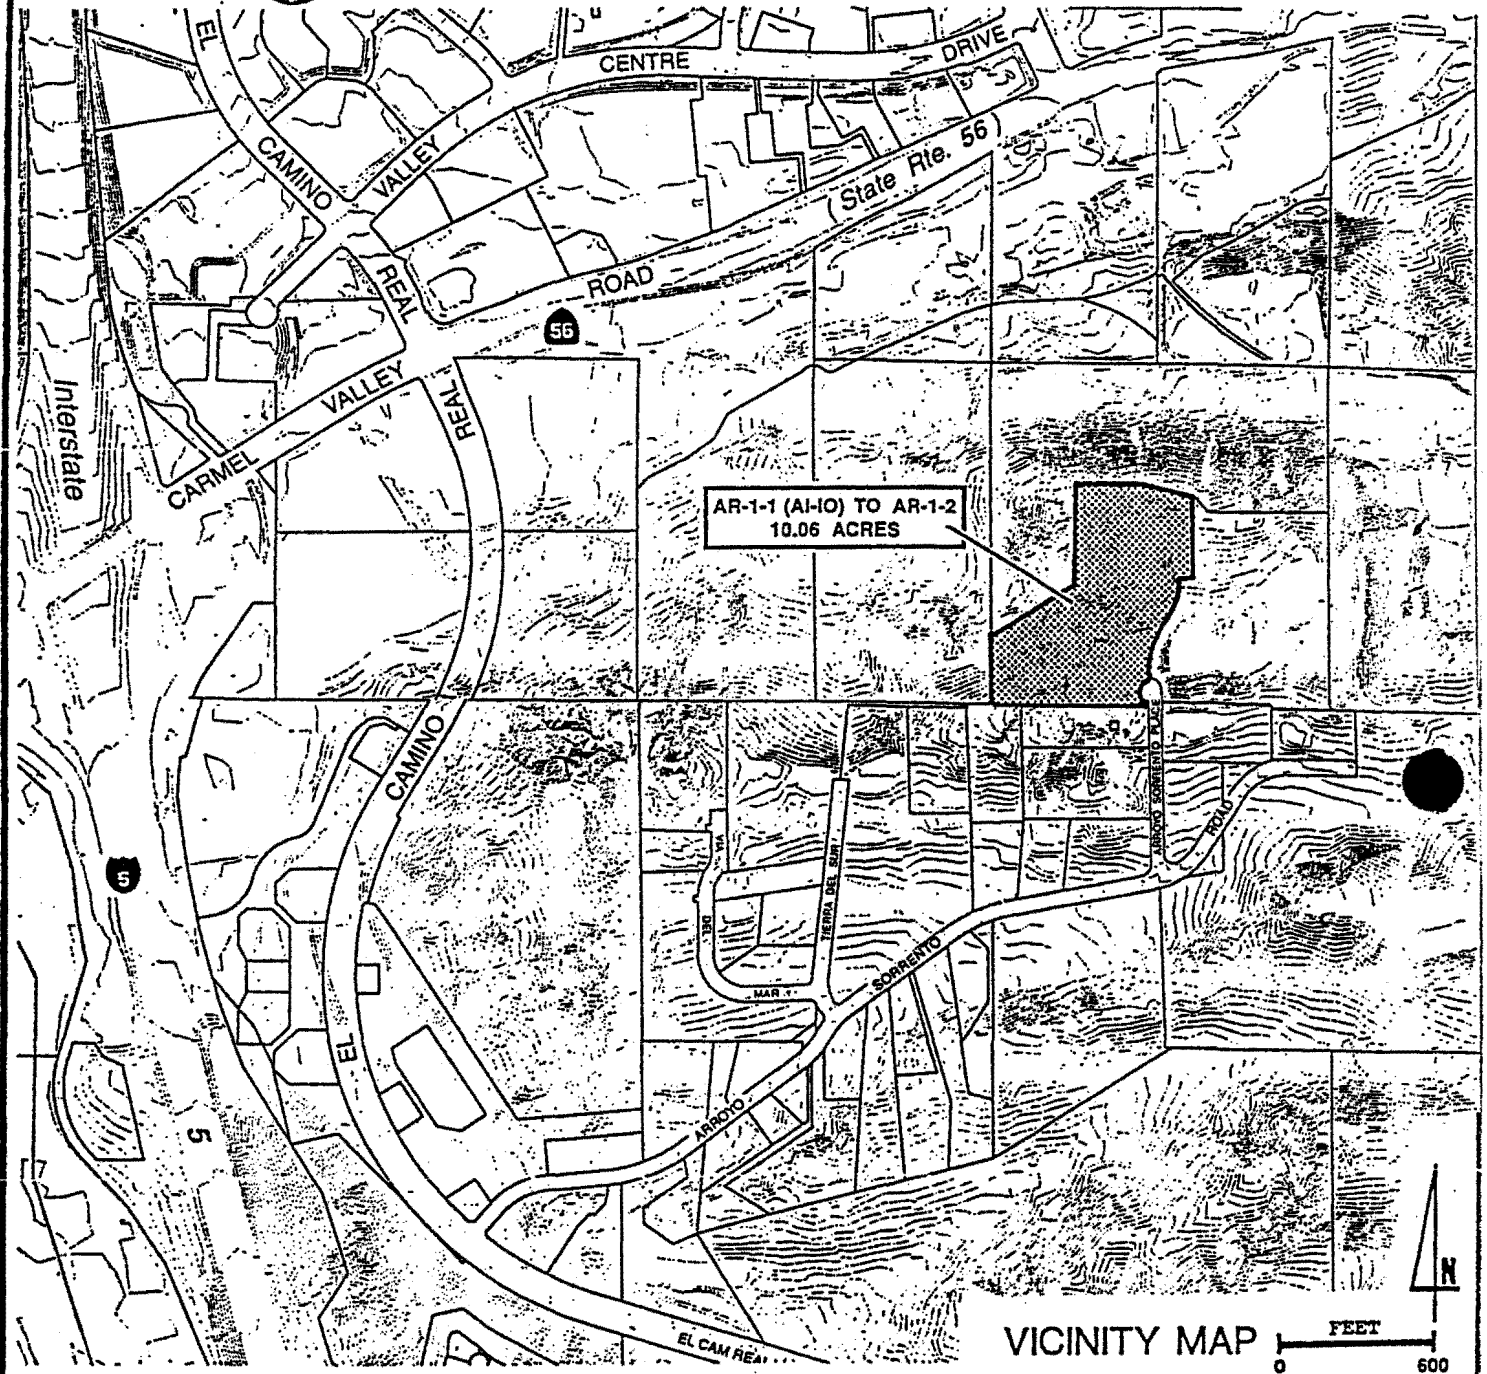 EL
CAMINO
REAL
VALLEY
CENTRE
DRIVE
ROAD
(State Rte. 56)
56
Interstate
CARMEL
VALLEY
REAL
AR-1-1 (A1-10) TO AR-1-2
10.06 ACRES
CAMINO
ARROYO SORRENTO PLACE
ROAD
VIA
DEL
MAR
TIERRA DEL SUR
SORRENTO
ARROYO
5
EL
5
EL CAM REAL
N
VICINITY MAP
FEET
0 600